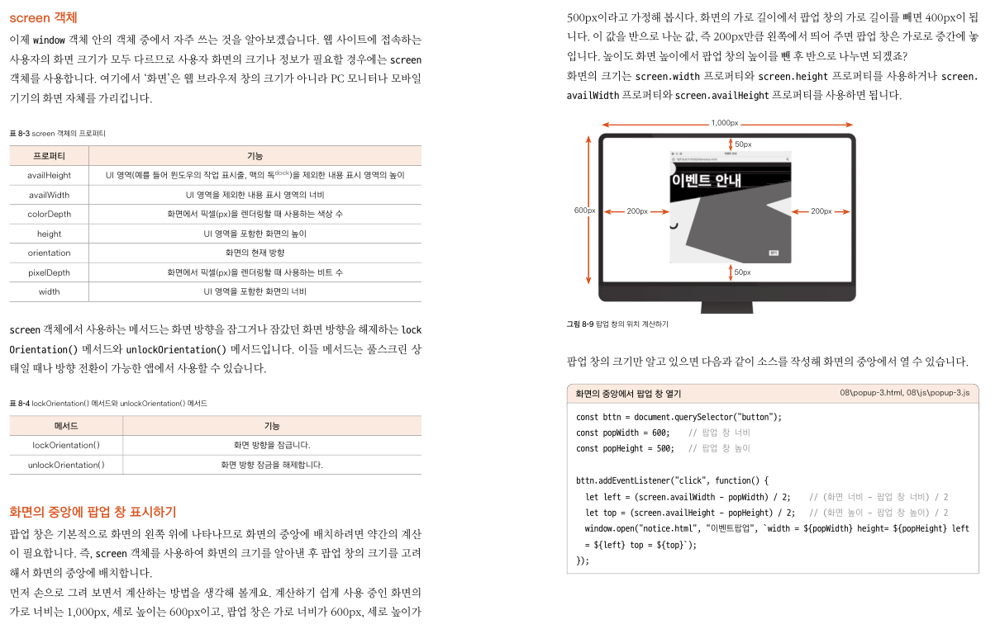 screen 객체
이제 window 객체 안의 객체 중에서 자주 쓰는 것을 알아보겠습니다. 웹 사이트에 접속하는
사용자의 화면 크기가 모두 다르므로 사용자 화면의 크기나 정보가 필요할 경우에는 screen
객체를 사용합니다. 여기에서 ‘화면’은 웹 브라우저 창의 크기가 아니라 PC 모니터나 모바일
기기의 화면 자체를 가리킵니다.
표 8-3 screen 객체의 프로퍼티
프로퍼티 기능
availHeight UI 영역(예를 들어 윈도우의 작업 표시줄, 맥의 독dock)을 제외한 내용 표시 영역의 높이
availWidth UI 영역을 제외한 내용 표시 영역의 너비
colorDepth 화면에서 픽셀(px)을 렌더링할 때 사용하는 색상 수
height UI 영역을 포함한 화면의 높이
orientation 화면의 현재 방향
pixelDepth 화면에서 픽셀(px)을 렌더링할 때 사용하는 비트 수
width UI 영역을 포함한 화면의 너비
screen 객체에서 사용하는 메서드는 화면 방향을 잠그거나 잠갔던 화면 방향을 해제하는 lock
Orientation() 메서드와 unlockOrientation() 메서드입니다. 이들 메서드는 풀스크린 상
태일 때나 방향 전환이 가능한 앱에서 사용할 수 있습니다.
표 8-4 lockOrientation() 메서드와 unlockOrientation() 메서드
메서드 기능
lockOrientation() 화면 방향을 잠급니다.
unlockOrientation() 화면 방향 잠금을 해제합니다.
화면의 중앙에 팝업 창 표시하기
팝업 창은 기본적으로 화면의 왼쪽 위에 나타나므로 화면의 중앙에 배치하려면 약간의 계산
이 필요합니다. 즉, screen 객체를 사용하여 화면의 크기를 알아낸 후 팝업 창의 크기를 고려
해서 화면의 중앙에 배치합니다.
먼저 손으로 그려 보면서 계산하는 방법을 생각해 볼게요. 계산하기 쉽게 사용 중인 화면의
가로 너비는 1,000px, 세로 높이는 600px이고, 팝업 창은 가로 너비가 600px, 세로 높이가
500px이라고 가정해 봅시다. 화면의 가로 길이에서 팝업 창의 가로 길이를 빼면 400px이 됩
니다. 이 값을 반으로 나눈 값, 즉 200px만큼 왼쪽에서 띄어 주면 팝업 창은 가로로 중간에 놓
입니다. 높이도 화면 높이에서 팝업 창의 높이를 뺀 후 반으로 나누면 되겠죠?
화면의 크기는 screen.width 프로퍼티와 screen.height 프로퍼티를 사용하거나 screen.
availWidth 프로퍼티와 screen.availHeight 프로퍼티를 사용하면 됩니다.
1,000px
50px
이벤트 안내
이벤트 안내
600px
200px
200px
50px
그림 8-9 팝업 창의 위치 계산하기
팝업 창의 크기만 알고 있으면 다음과 같이 소스를 작성해 화면의 중앙에서 열 수 있습니다.
화면의 중앙에서 팝업 창 열기 08\popup-3.html, 08\js\popup-3.js
const bttn = document.querySelector("button");
const popWidth = 600; // 팝업 창 너비
const popHeight = 500; // 팝업 창 높이
bttn.addEventListener("click", function() {
let left = (screen.availWidth - popWidth) / 2; // (화면 너비 - 팝업 창 너비) / 2
let top = (screen.availHeight - popHeight) / 2; // (화면 높이 - 팝업 창 높이) / 2
window.open("notice.html", "이벤트팝업", `width = ${popWidth} height= ${popHeight} left
= ${left} top = ${top}`);
});